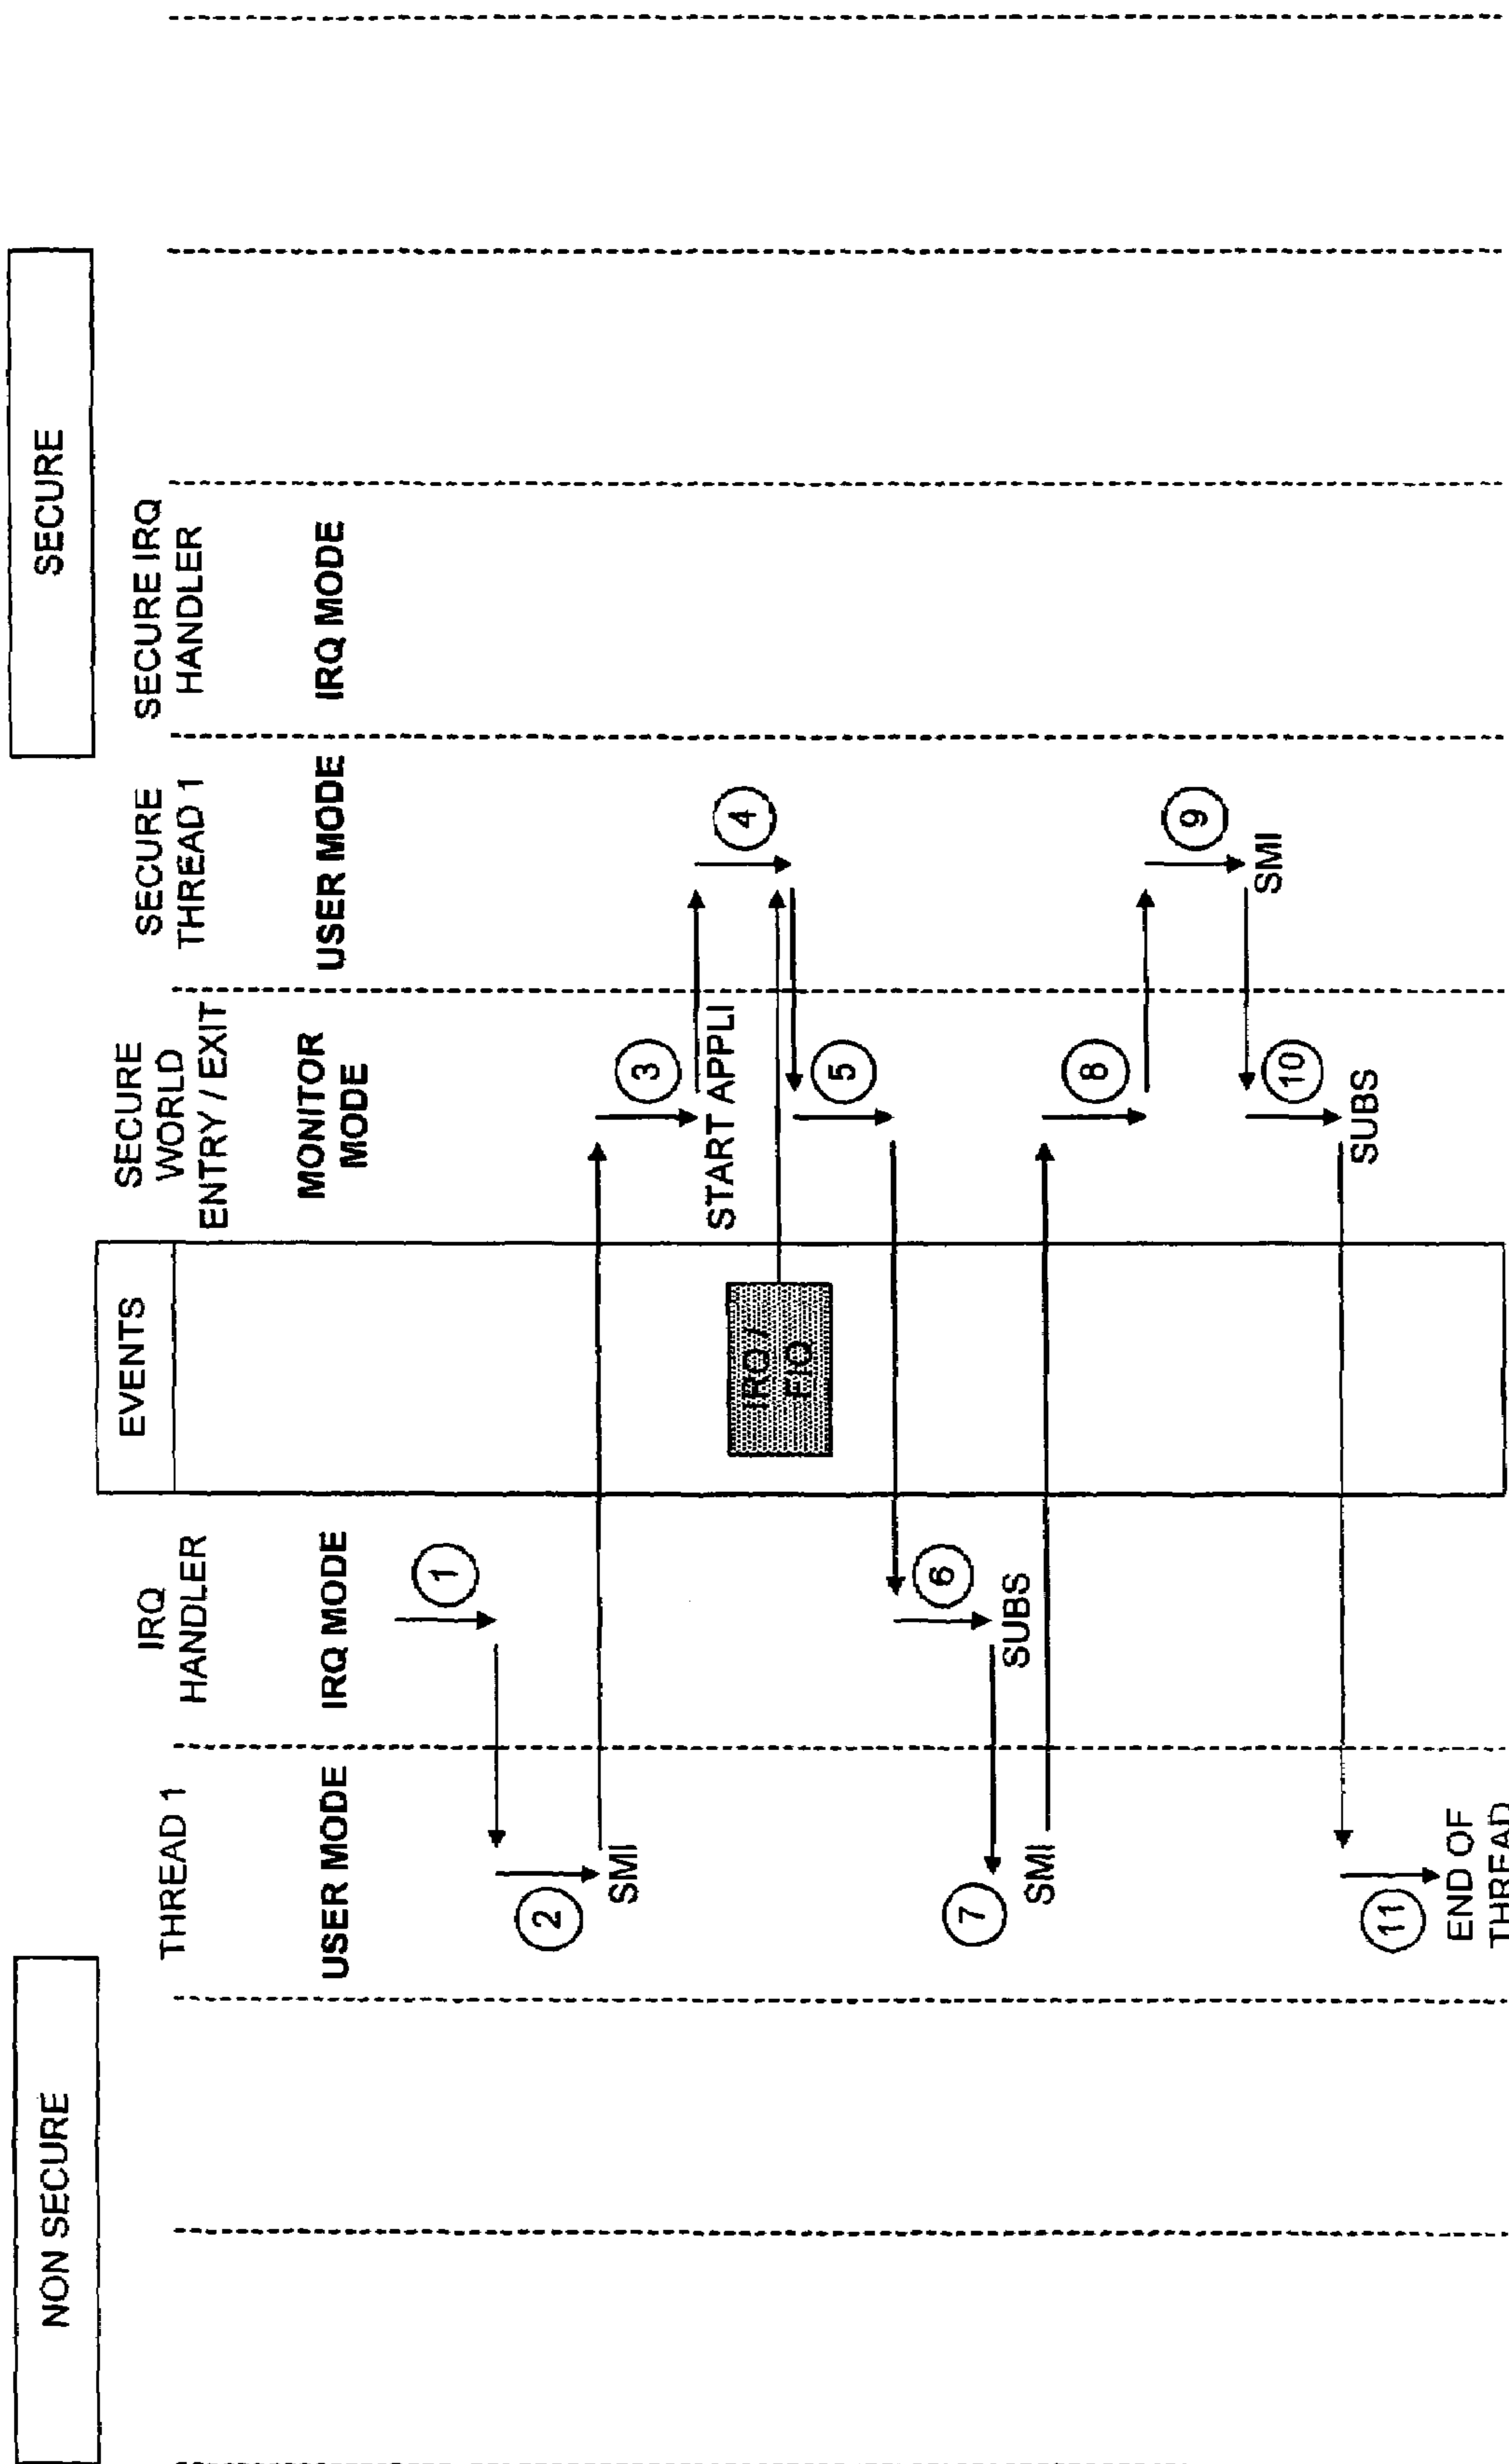 NON SECURE
SECURE
THREAD 1
IRQ
HANDLER
EVENTS
SECURE
WORLD
ENTRY / EXIT
SECURE
THREAD 1
SECURE IRQ
HANDLER
USER MODE
IRQ MODE
MONITOR
MODE
USER MODE
IRQ MODE
1
2
SMI
3
START APPLI
4
IRQ /
FIQ
5
6
SUBS
7
SMI
8
9
SMI
10
SUBS
11
END OF
THREAD